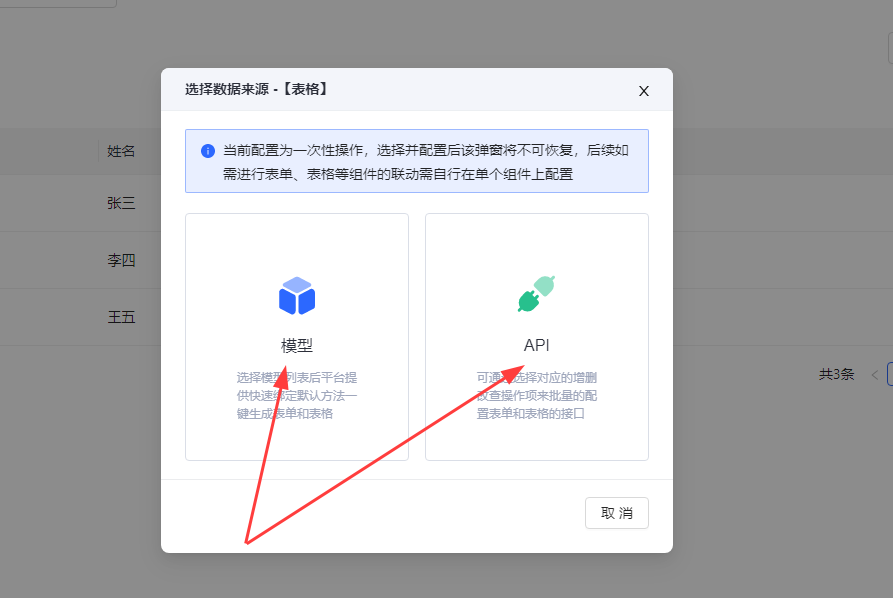 选择数据来源 -【表格】
X
当前配置为一次性操作，选择并配置后该弹窗将不可恢复，后续如
需进行表单、表格等组件的联动需自行在单个组件上配置
姓名
张三
李四
王五
模型
选择模型列表后平台提
供快速绑定默认方法一
键生成表单和表格
API
可通过选择对应的增删
改查操作项来批量的配
置表单和表格的接口
共3条
<
取 消